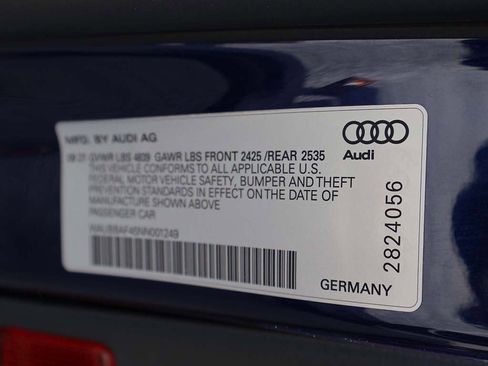 MFG. BY AUDI AG
GVWR LBS 4839 GAWR LBS FRONT 2425 /REAR 2535
THIS VEHICLE CONFORMS TO ALL APPLICABLE U.S.
FEDERAL MOTOR VEHICLE SAFETY, BUMPER AND THEFT
PREVENTION STANDARDS IN EFFECT ON THE DATE OF
MANUFACTURE SHOWN ABOVE
PASSENGER CAR
Audi
2824056
GERMANY